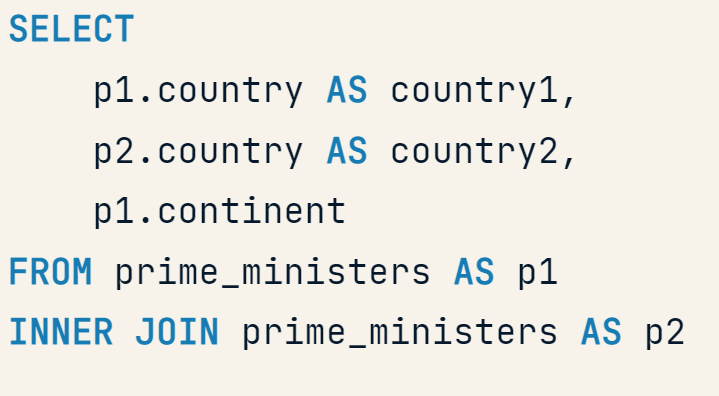 SELECT
    p1.country AS country1,
    p2.country AS country2,
    p1.continent
FROM prime_ministers AS p1
INNER JOIN prime_ministers AS p2